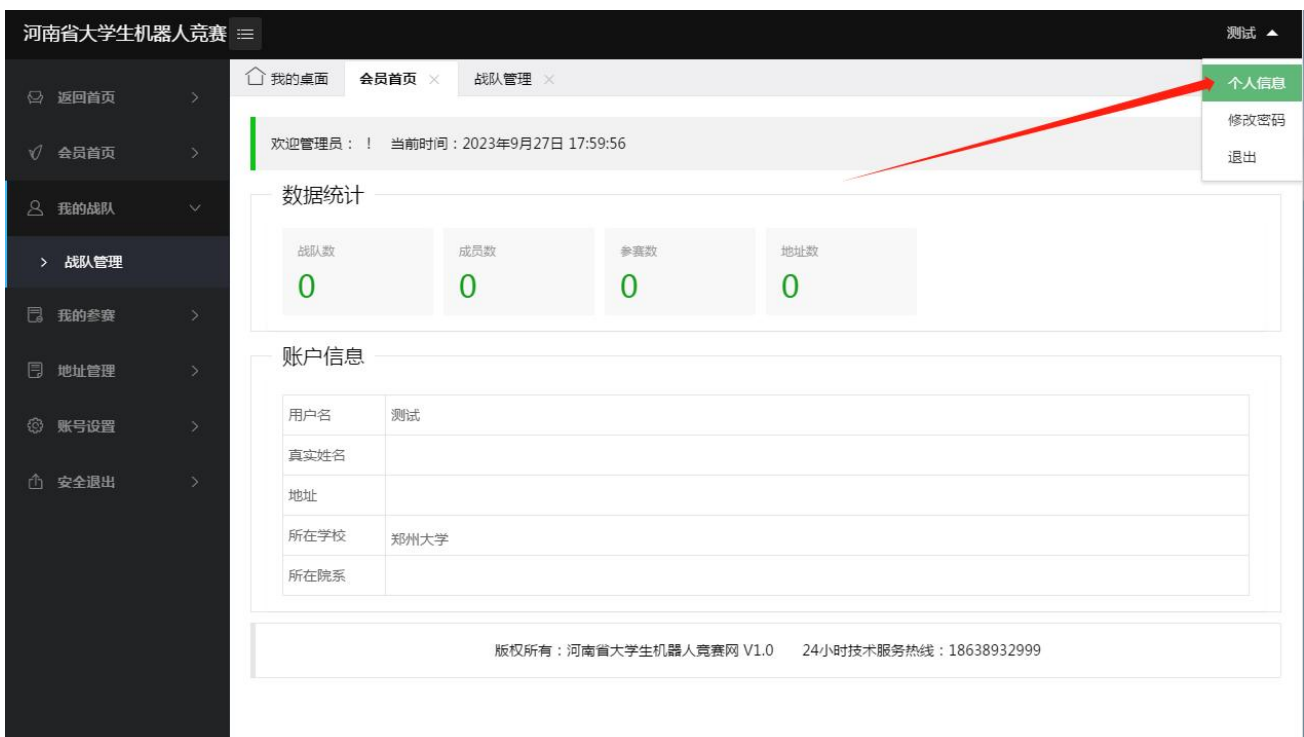 河南省大学生机器人竞赛
测试
返回首页
会员首页
我的战队
战队管理
我的参赛
地址管理
账号设置
安全退出
我的桌面 会员首页 战队管理
个人信息
修改密码
退出
欢迎管理员： ！ 当前时间：2023年9月27日 17:59:56
数据统计
战队数 成员数 参赛数 地址数
0 0 0 0
账户信息
用户名 测试
真实姓名
地址
所在学校 郑州大学
所在院系
版权所有：河南省大学生机器人竞赛网 V1.0 24小时技术服务热线：18638932999